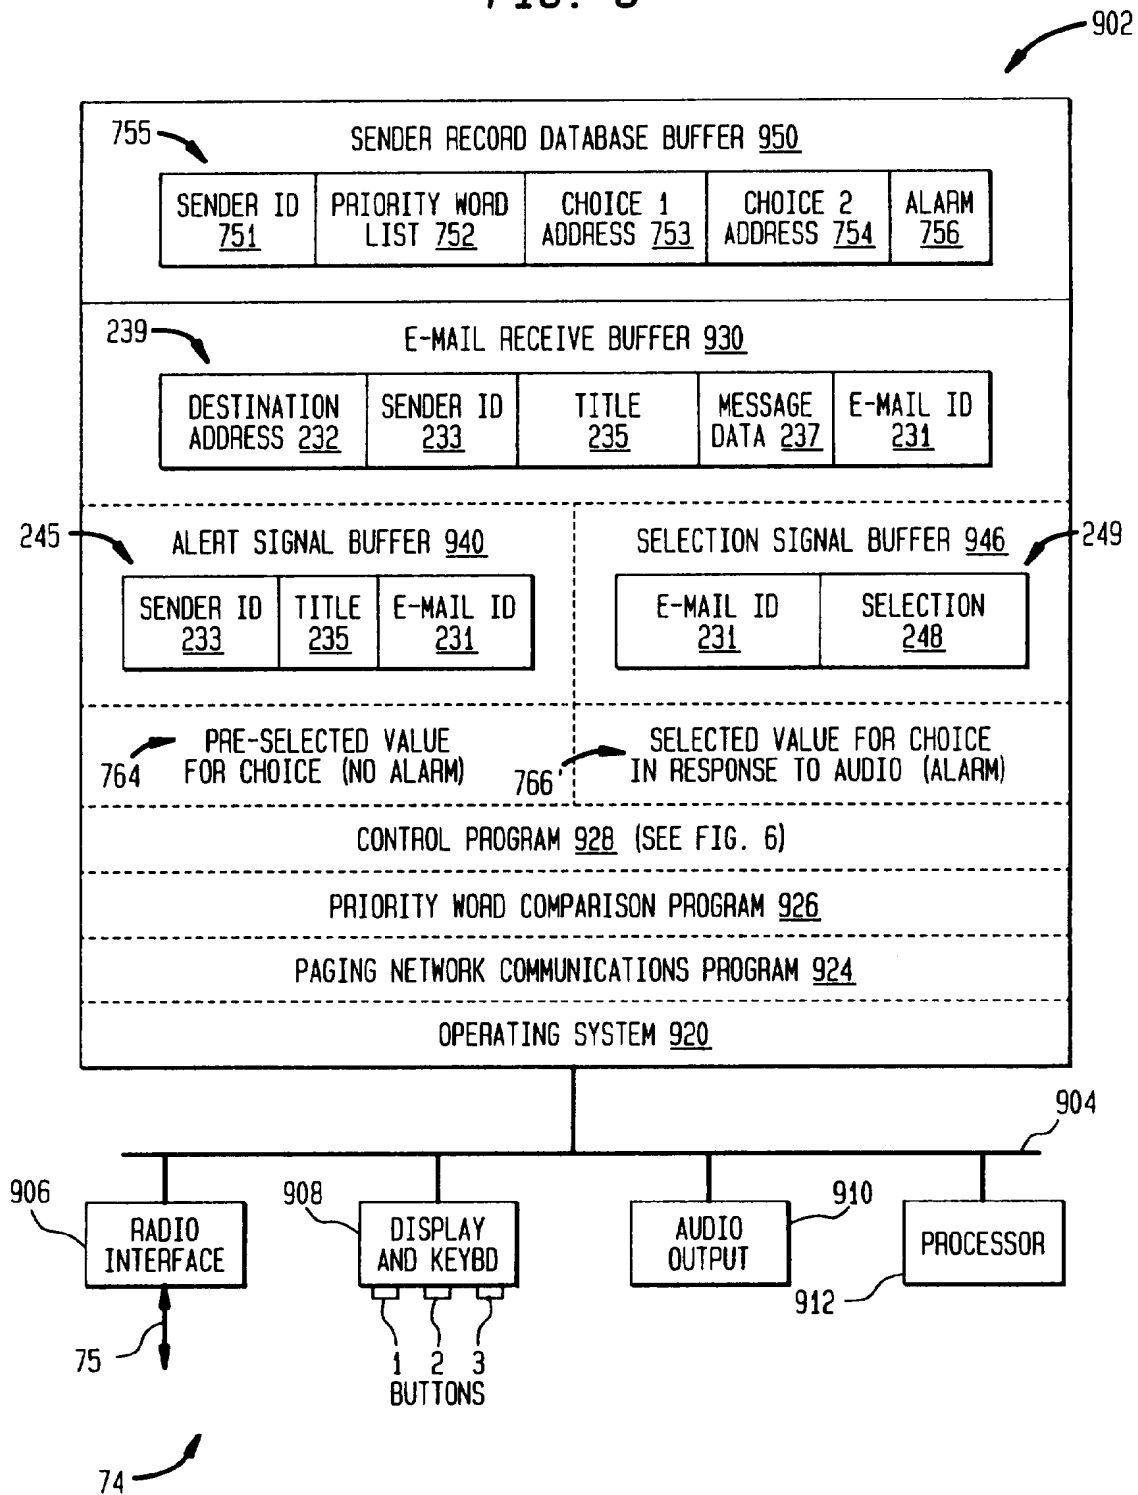 902
755
SENDER RECORD DATABASE BUFFER 950
SENDER ID 751
PRIORITY WORD LIST 752
CHOICE 1 ADDRESS 753
CHOICE 2 ADDRESS 754
ALARM 756
239
E-MAIL RECEIVE BUFFER 930
DESTINATION ADDRESS 232
SENDER ID 233
TITLE 235
MESSAGE DATA 237
E-MAIL ID 231
245
ALERT SIGNAL BUFFER 940
SENDER ID 233
TITLE 235
E-MAIL ID 231
SELECTION SIGNAL BUFFER 946
249
E-MAIL ID 231
SELECTION 248
764
PRE-SELECTED VALUE
FOR CHOICE (NO ALARM)
766'
SELECTED VALUE FOR CHOICE
IN RESPONSE TO AUDIO (ALARM)
CONTROL PROGRAM 928 (SEE FIG. 6)
PRIORITY WORD COMPARISON PROGRAM 926
PAGING NETWORK COMMUNICATIONS PROGRAM 924
OPERATING SYSTEM 920
904
906
RADIO
INTERFACE
908
DISPLAY
AND KEYBD
910
AUDIO
OUTPUT
PROCESSOR
912
75
1 2 3
BUTTONS
74